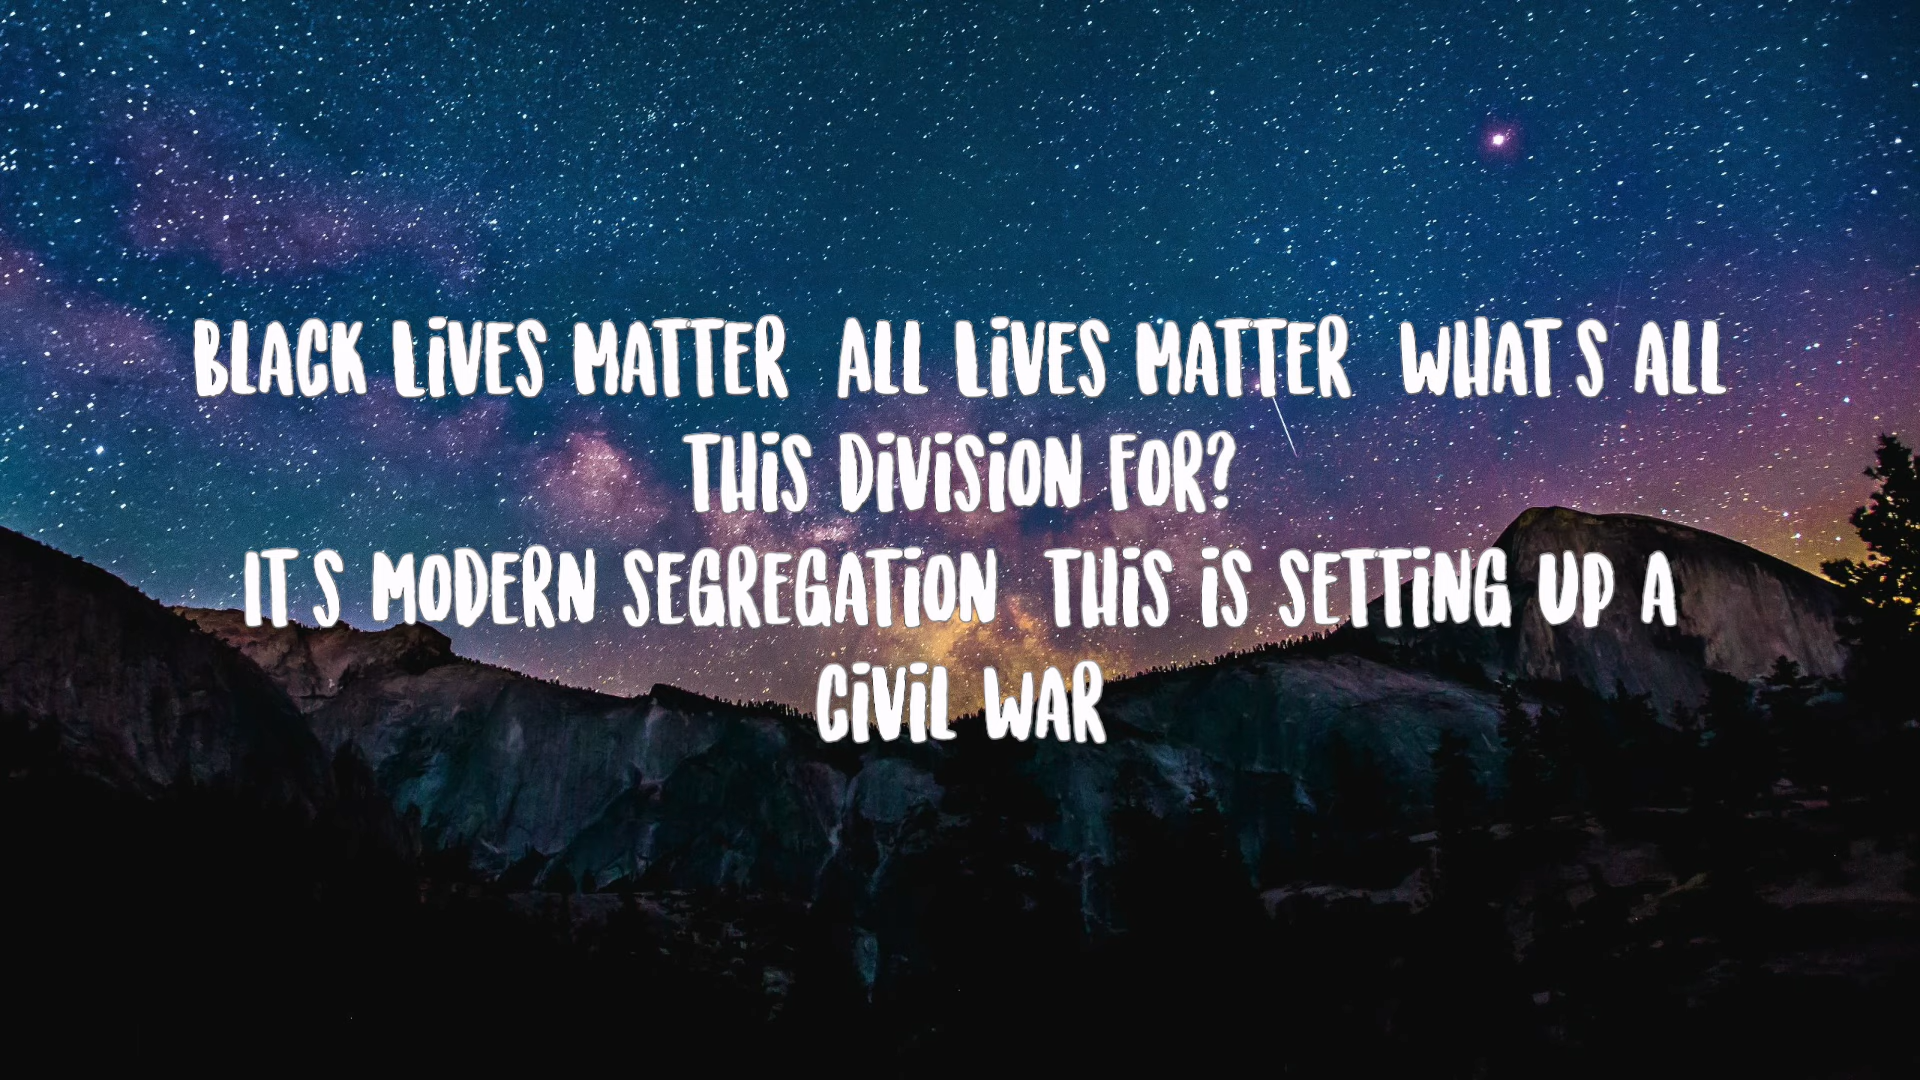 BLACK LiVES MATTER  ALL LiVES MATTER  WHAT S ALL
THiS DiViSiON FOR?
IT S MODERN SEGREGATiON  THiS iS SETTiNG UP A
CiViL WAR